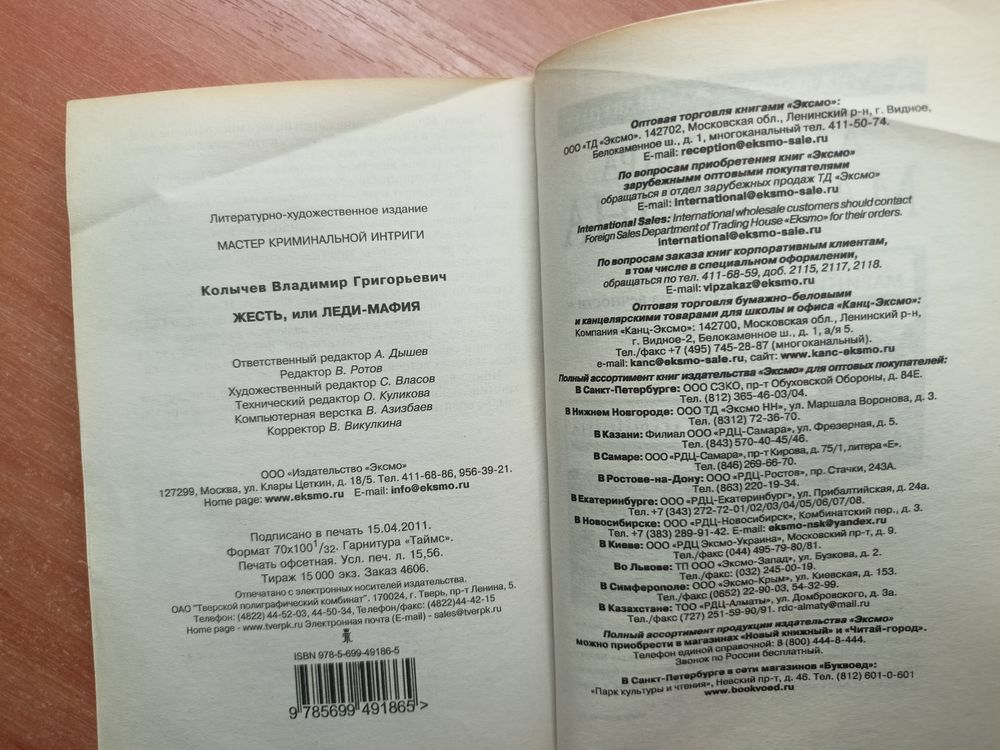 Литературно-художественное издание
МАСТЕР КРИМИНАЛЬНОЙ ИНТРИГИ
Колычев Владимир Григорьевич
ЖЕСТЬ, или ЛЕДИ-МАФИЯ
Ответственный редактор А. Дышев
Редактор В. Ротов
Художественный редактор С. Власов
Технический редактор О. Куликова
Компьютерная верстка В. Азизбаев
Корректор В. Викулкина
ООО «Издательство «Эксмо»
127299, Москва, ул. Клары Цеткин, д. 18/5. Тел. 411-68-86, 956-39-21.
Home page: www.eksmo.ru E-mail: info@eksmo.ru
Подписано в печать 15.04.2011.
Формат 70x100 1/32. Гарнитура «Таймс».
Печать офсетная. Усл. печ. л. 15,56.
Тираж 15 000 экз. Заказ 4606.
Отпечатано с электронных носителей издательства.
ОАО "Тверской полиграфический комбинат". 170024, г. Тверь, пр-т Ленина, 5.
Телефон: (4822) 44-52-03, 44-50-34, Телефон/факс: (4822)44-42-15
Home page - www.tverpk.ru Электронная почта (E-mail) - sales@tverpk.ru
ISBN 978-5-699-49186-5
9 785699 491865 >
Оптовая торговля книгами «Эксмо»:
ООО «ТД «Эксмо». 142702, Московская обл., Ленинский р-н, г. Видное,
Белокаменное ш., д. 1, многоканальный тел. 411-50-74.
E-mail: reception@eksmo-sale.ru
По вопросам приобретения книг «Эксмо»
зарубежными оптовыми покупателями
обращаться в отдел зарубежных продаж ТД «Эксмо»
E-mail: international@eksmo-sale.ru
International Sales: International wholesale customers should contact
Foreign Sales Department of Trading House «Eksmo» for their orders.
international@eksmo-sale.ru
По вопросам заказа книг корпоративным клиентам,
в том числе в специальном оформлении,
обращаться по тел. 411-68-59, доб. 2115, 2117, 2118.
E-mail: vipzakaz@eksmo.ru
Оптовая торговля бумажно-беловыми
и канцелярскими товарами для школы и офиса «Канц-Эксмо»:
Компания «Канц-Эксмо»: 142700, Московская обл., Ленинский р-н,
г. Видное-2, Белокаменное ш., д. 1, а/я 5.
Тел./факс +7 (495) 745-28-87 (многоканальный).
e-mail: kanc@eksmo-sale.ru, сайт: www.kanc-eksmo.ru
Полный ассортимент книг издательства «Эксмо» для оптовых покупателей:
В Санкт-Петербурге: ООО СЗКО, пр-т Обуховской Обороны, д. 84Е.
Тел. (812) 365-46-03/04.
В Нижнем Новгороде: ООО ТД «Эксмо НН», ул. Маршала Воронова, д. 3.
Тел. (8312) 72-36-70.
В Казани: Филиал ООО «РДЦ-Самара», ул. Фрезерная, д. 5.
Тел. (843) 570-40-45/46.
В Самаре: ООО «РДЦ-Самара», пр-т Кирова, д. 75/1, литера «Е».
Тел. (846) 269-66-70.
В Ростове-на-Дону: ООО «РДЦ-Ростов», пр. Стачки, 243А.
Тел. (863) 220-19-34.
В Екатеринбурге: ООО «РДЦ-Екатеринбург», ул. Прибалтийская, д. 24а.
Тел. +7 (343) 272-72-01/02/03/04/05/06/07/08.
В Новосибирске: ООО «РДЦ-Новосибирск», Комбинатский пер., д. 3.
Тел. +7 (383) 289-91-42. E-mail: eksmo-nsk@yandex.ru
В Киеве: ООО «РДЦ Эксмо-Украина», Московский пр-т, д. 9.
Тел./факс (044) 495-79-80/81.
Во Львове: ТП ООО «Эксмо-Запад», ул. Бузкова, д. 2.
Тел./факс: (032) 245-00-19.
В Симферополе: ООО «Эксмо-Крым», ул. Киевская, д. 153.
Тел./факс (0652) 22-90-03, 54-32-99.
В Казахстане: ТОО «РДЦ-Алматы», ул. Домбровского, д. 3а.
Тел./факс (727) 251-59-90/91. rdc-almaty@mail.ru
Полный ассортимент продукции издательства «Эксмо»
можно приобрести в магазинах «Новый книжный» и «Читай-город».
Телефон единой справочной: 8 (800) 444-8-444.
Звонок по России бесплатный.
В Санкт-Петербурге в сети магазинов «Буквоед»:
«Парк культуры и чтения», Невский пр-т, д. 46. Тел. (812) 601-0-601
www.bookvoed.ru